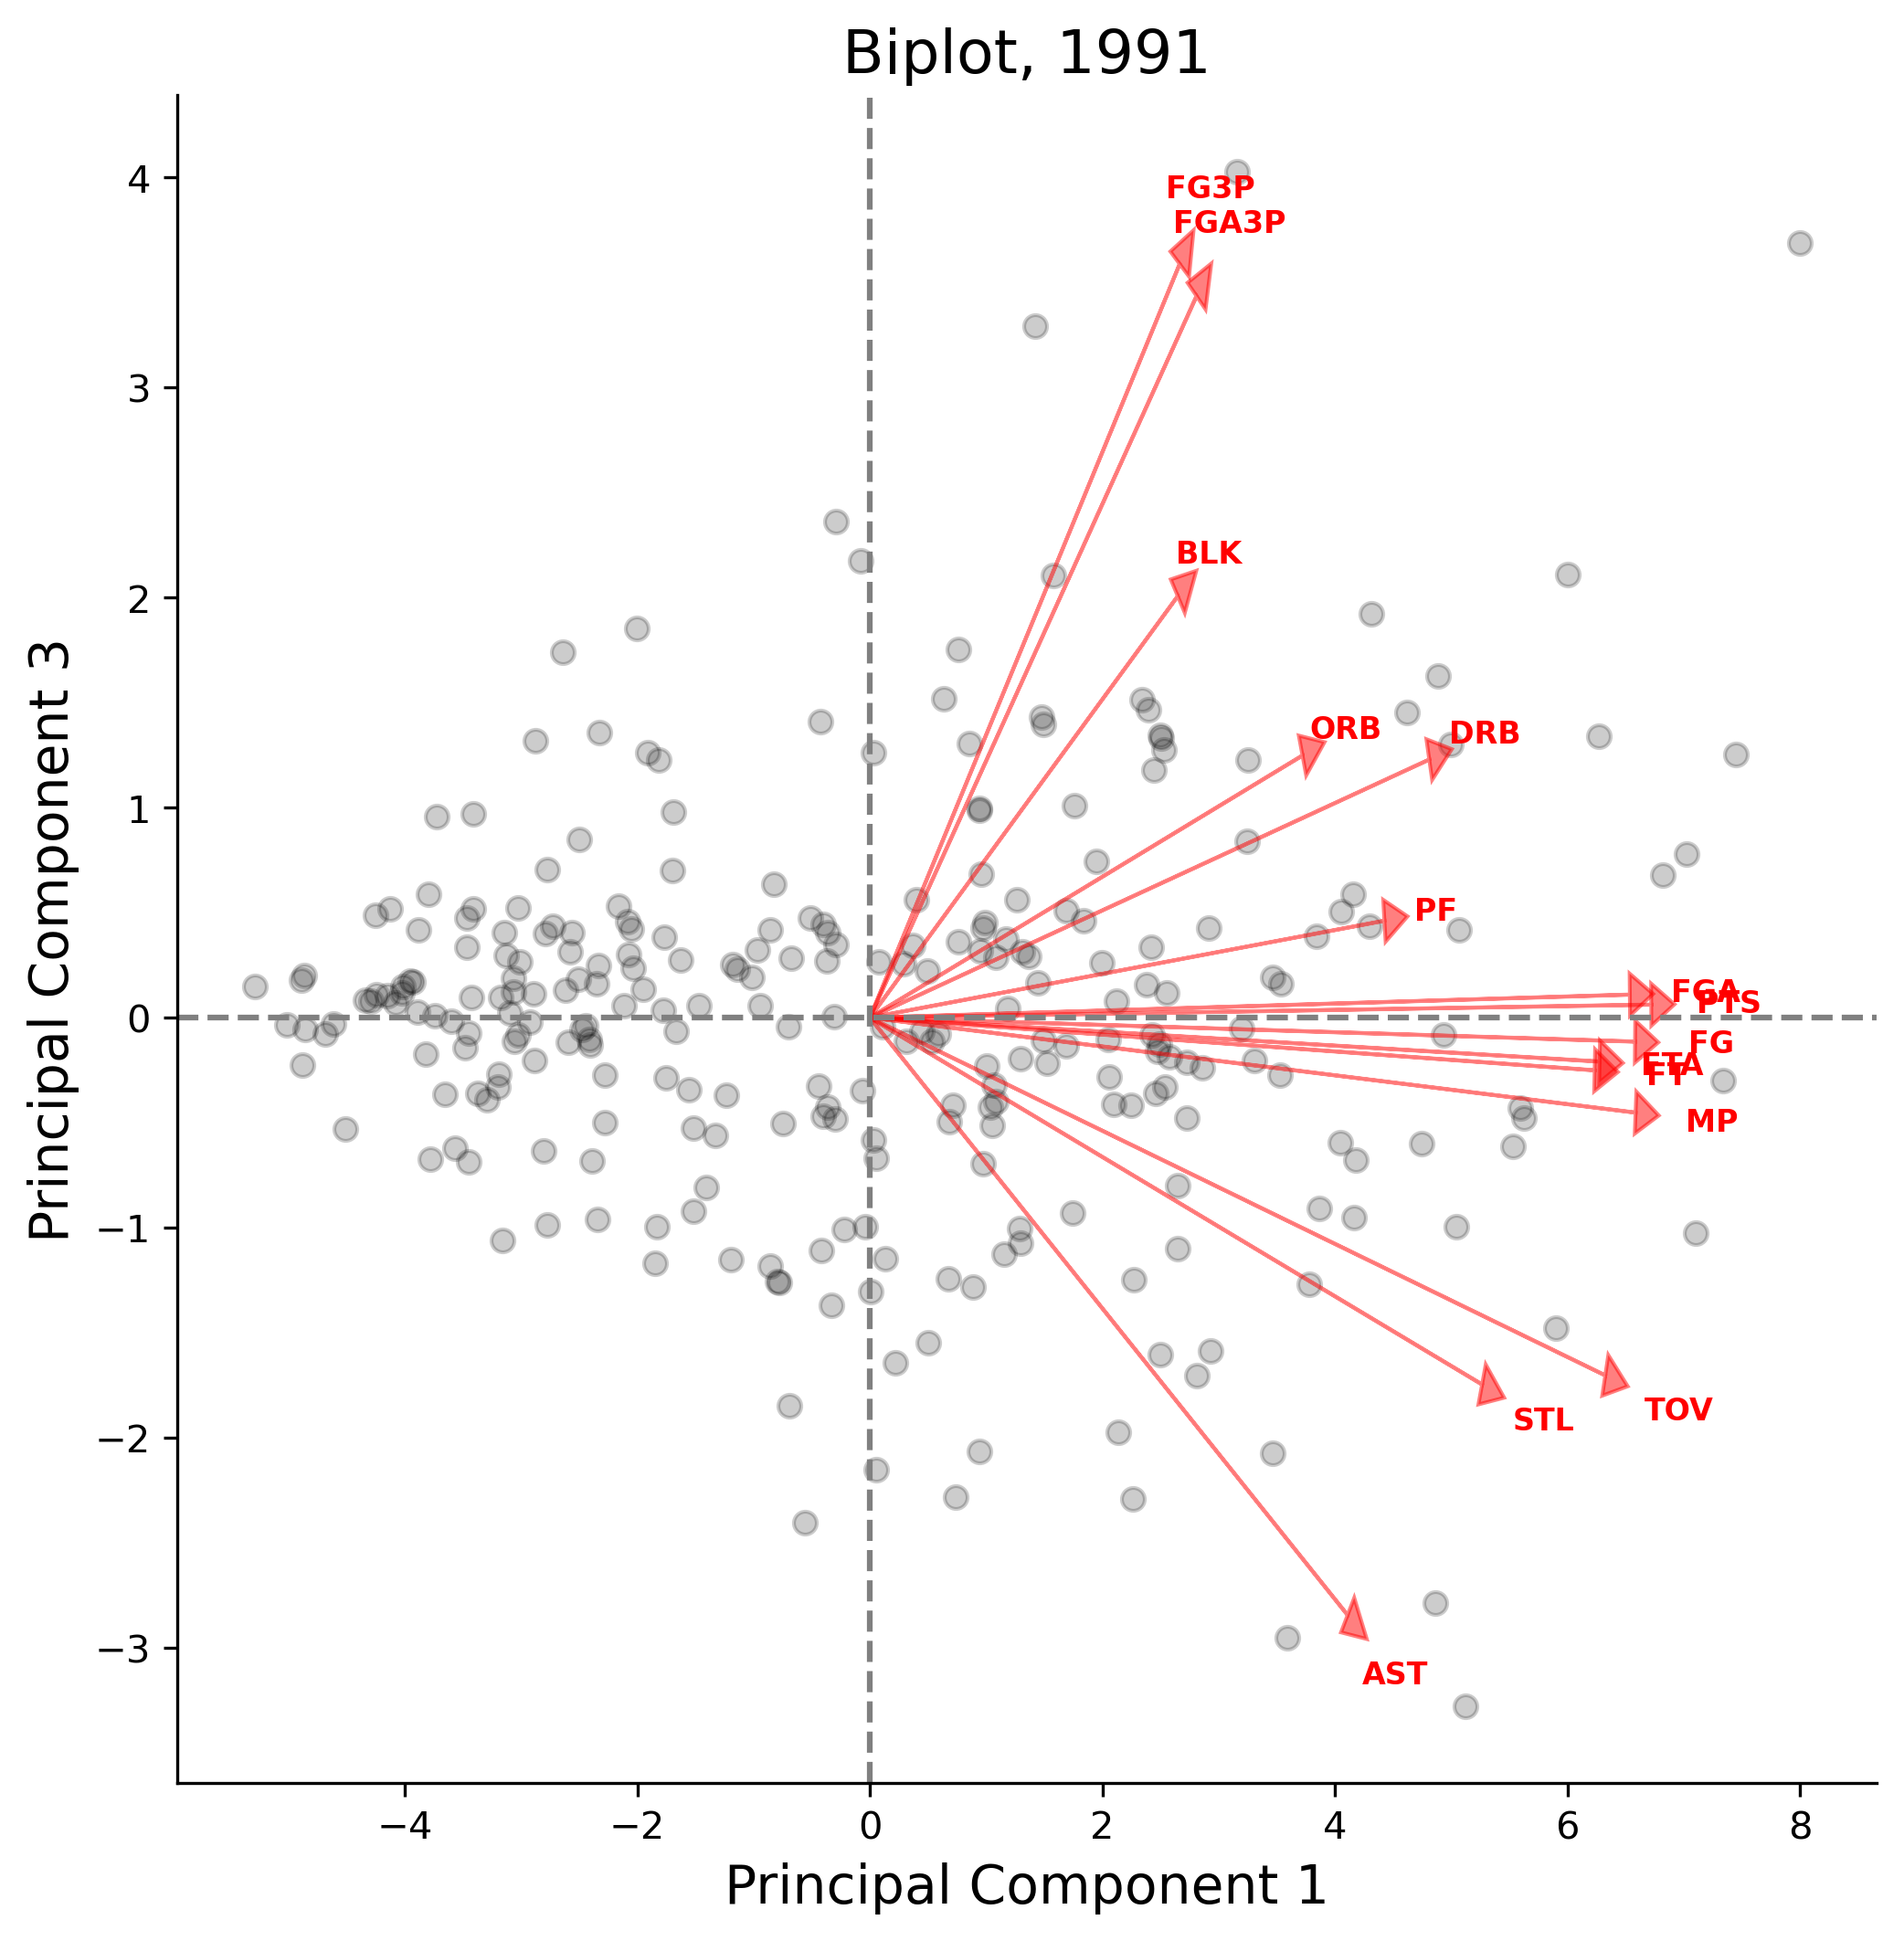 Biplot, 1991
Principal Component 3
4
3
2
1
0
−1
−2
−3
FG3P
FGA3P
BLK
ORB
DRB
PF
FGA
PTS
FG
FTA
FT
MP
STL
TOV
AST
−4
−2
0
2
4
6
8
Principal Component 1